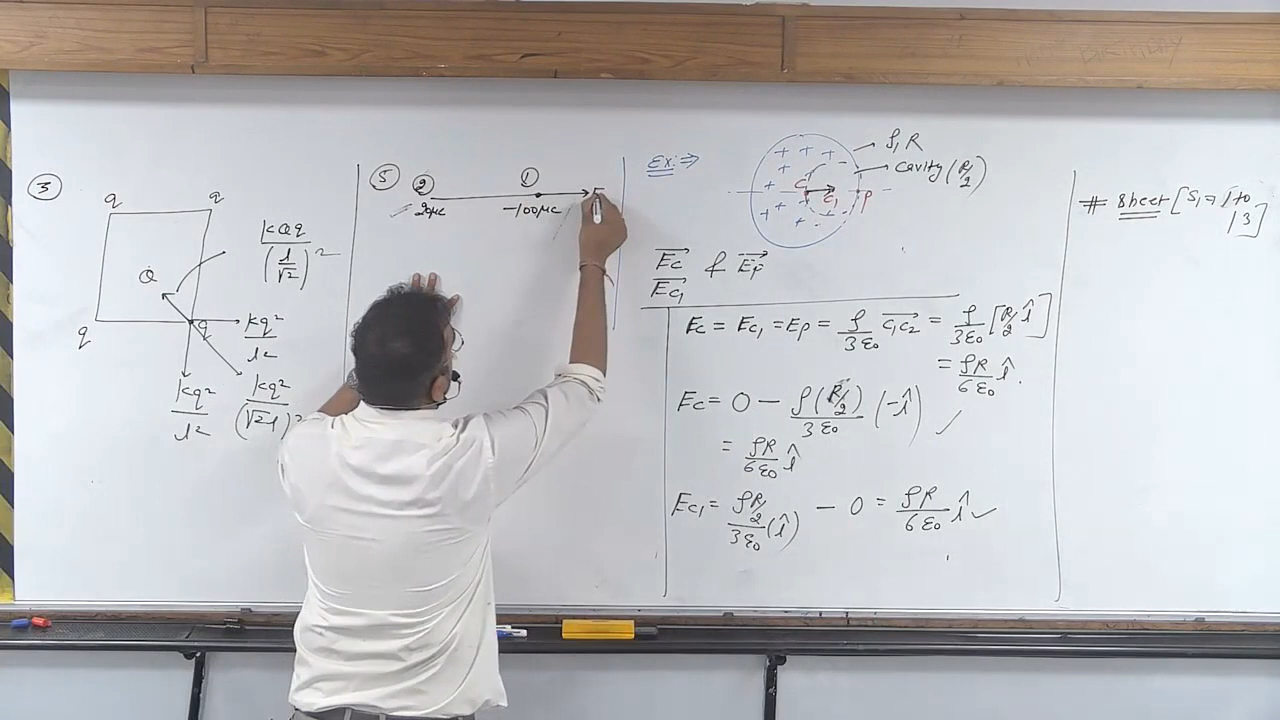 ③
q
q
Q
q
q
kQq
(l/√2)²
kq²
l²
kq²
l²
kq²
(√2l)²
⑤
②
①
20μc
-100μc
F
Ex: ⇒
ρ, R
Cavity (R/2)
C
C₁
P
+ + + + + + + + +
E⃗c & E⃗p
E⃗c₁
Ec = Ec₁ = Ep = ρ/3ε₀ C₁C₂⃗ = ρ/3ε₀ [R/2 î]
= ρR/6ε₀ î.
Ec = 0 - ρ(R/2)/3ε₀ (-î) ✓
= ρR/6ε₀ î
Ec₁ = ρR/2/3ε₀ (î) - 0 = ρR/6ε₀ î ✓
# Sheet [S₁ ⇒ 1 to
13]